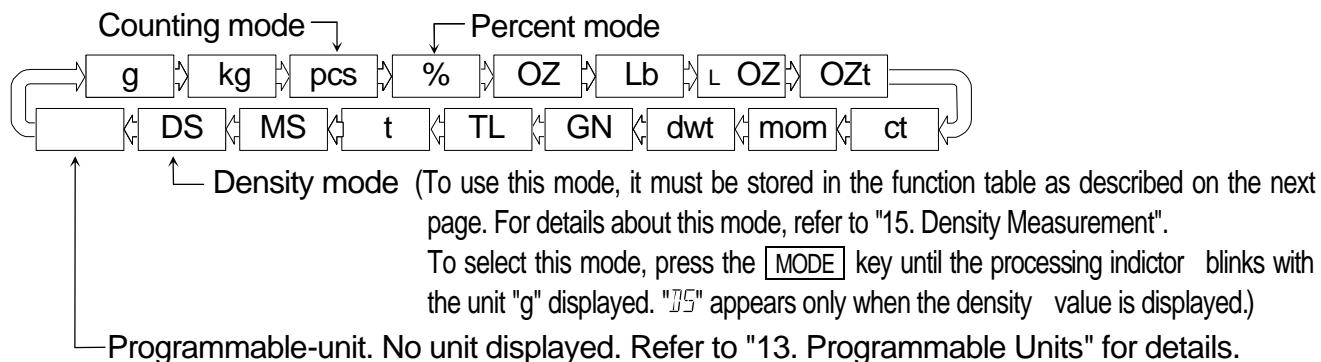 Counting mode Percent mode
g kg pcs % OZ Lb L OZ OZt
DS MS t TL GN dwt mom ct
Density mode (To use this mode, it must be stored in the function table as described on the next
page. For details about this mode, refer to "15. Density Measurement".
To select this mode, press the MODE key until the processing indictor blinks with
the unit "g" displayed. "DS" appears only when the density value is displayed.)
Programmable-unit. No unit displayed. Refer to "13. Programmable Units" for details.